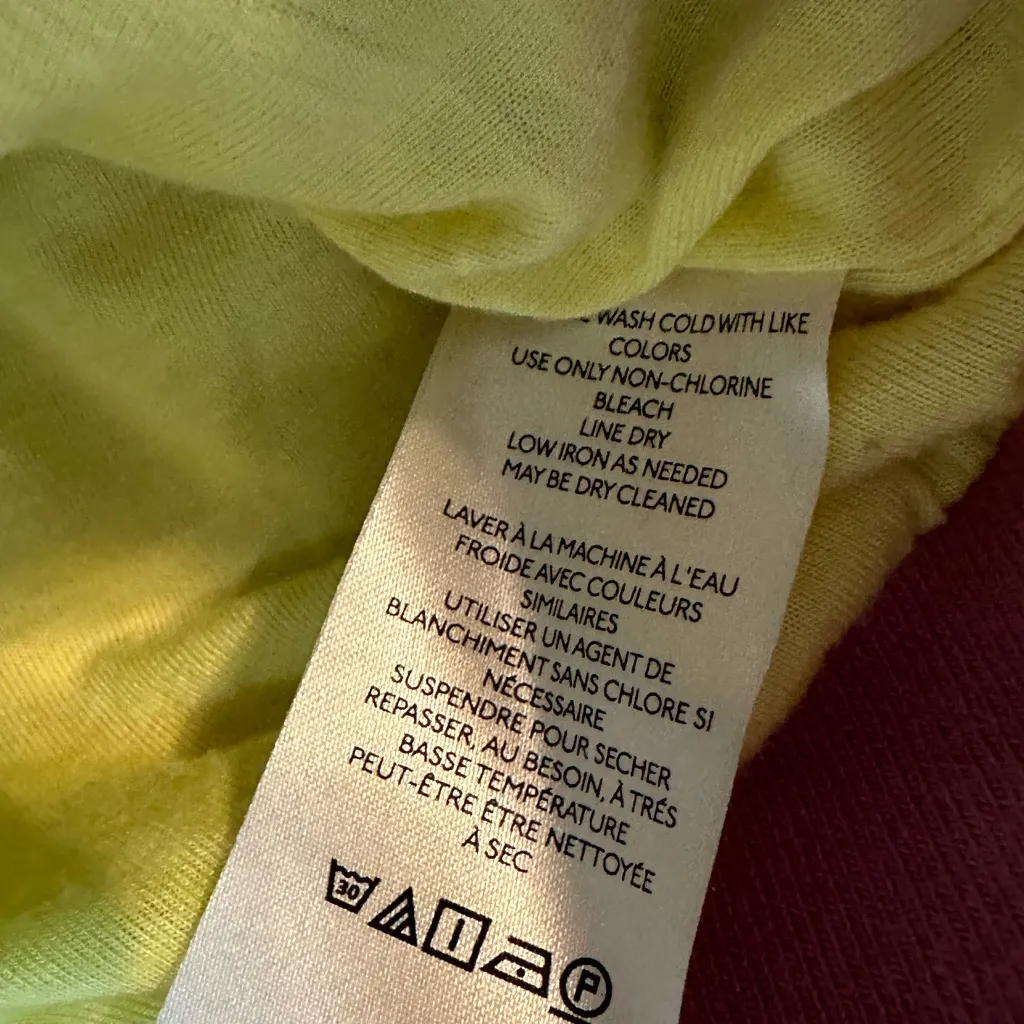 WASH COLD WITH LIKE
COLORS
USE ONLY NON-CHLORINE
BLEACH
LINE DRY
LOW IRON AS NEEDED
MAY BE DRY CLEANED
LAVER À LA MACHINE À L'EAU
FROIDE AVEC COULEURS
SIMILAIRES
UTILISER UN AGENT DE
BLANCHIMENT SANS CHLORE SI
NÉCESSAIRE
SUSPENDRE POUR SECHER
REPASSER, AU BESOIN, À TRÉS
BASSE TEMPÉRATURE
PEUT-ÊTRE ÊTRE NETTOYÉE
À SEC
30 P